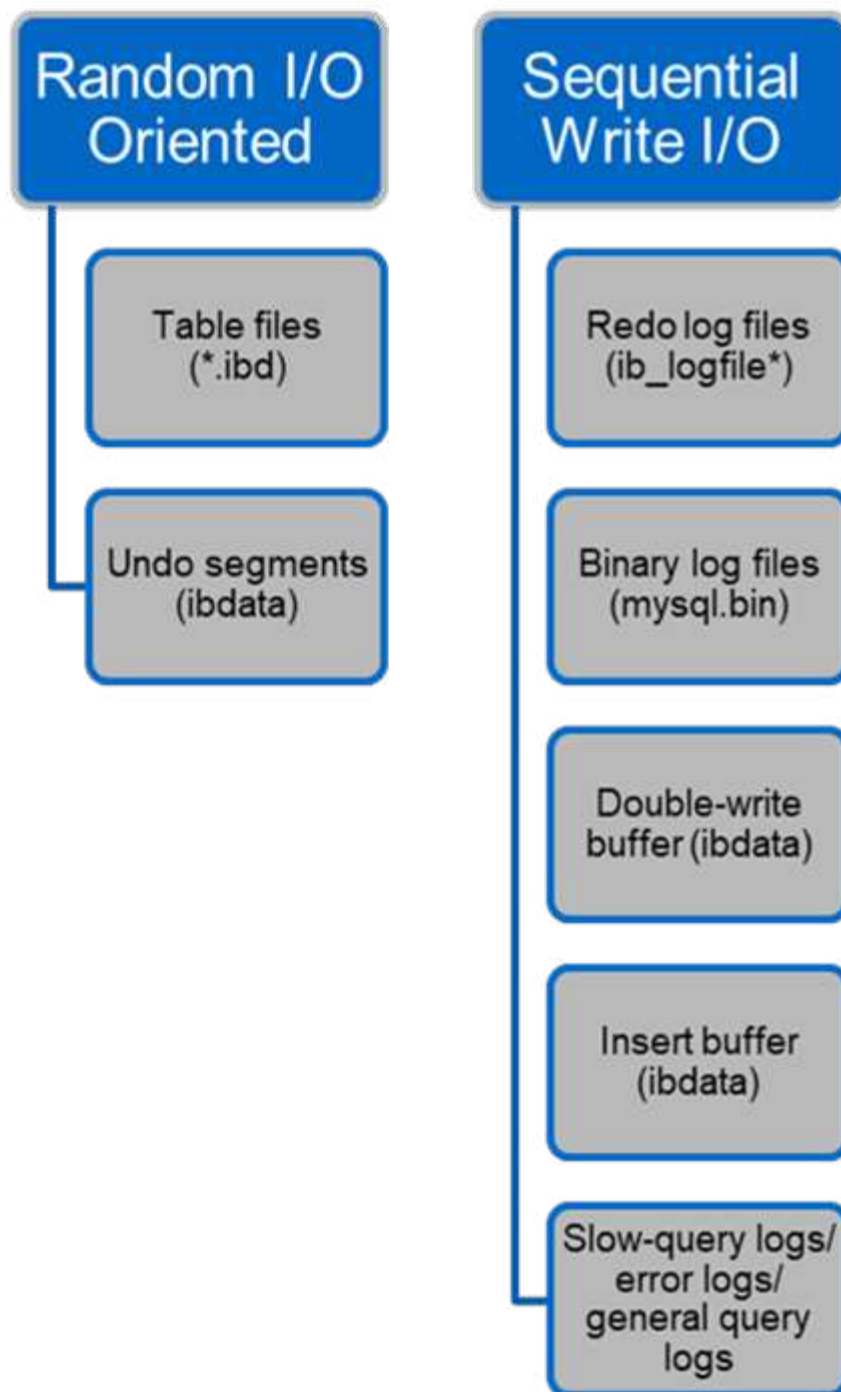 Random I/O
Oriented
Table files
(*.ibd)
Undo segments
(ibdata)
Sequential
Write I/O
Redo log files
(ib_logfile*)
Binary log files
(mysql.bin)
Double-write
buffer (ibdata)
Insert buffer
(ibdata)
Slow-query logs/
error logs/
general query
logs